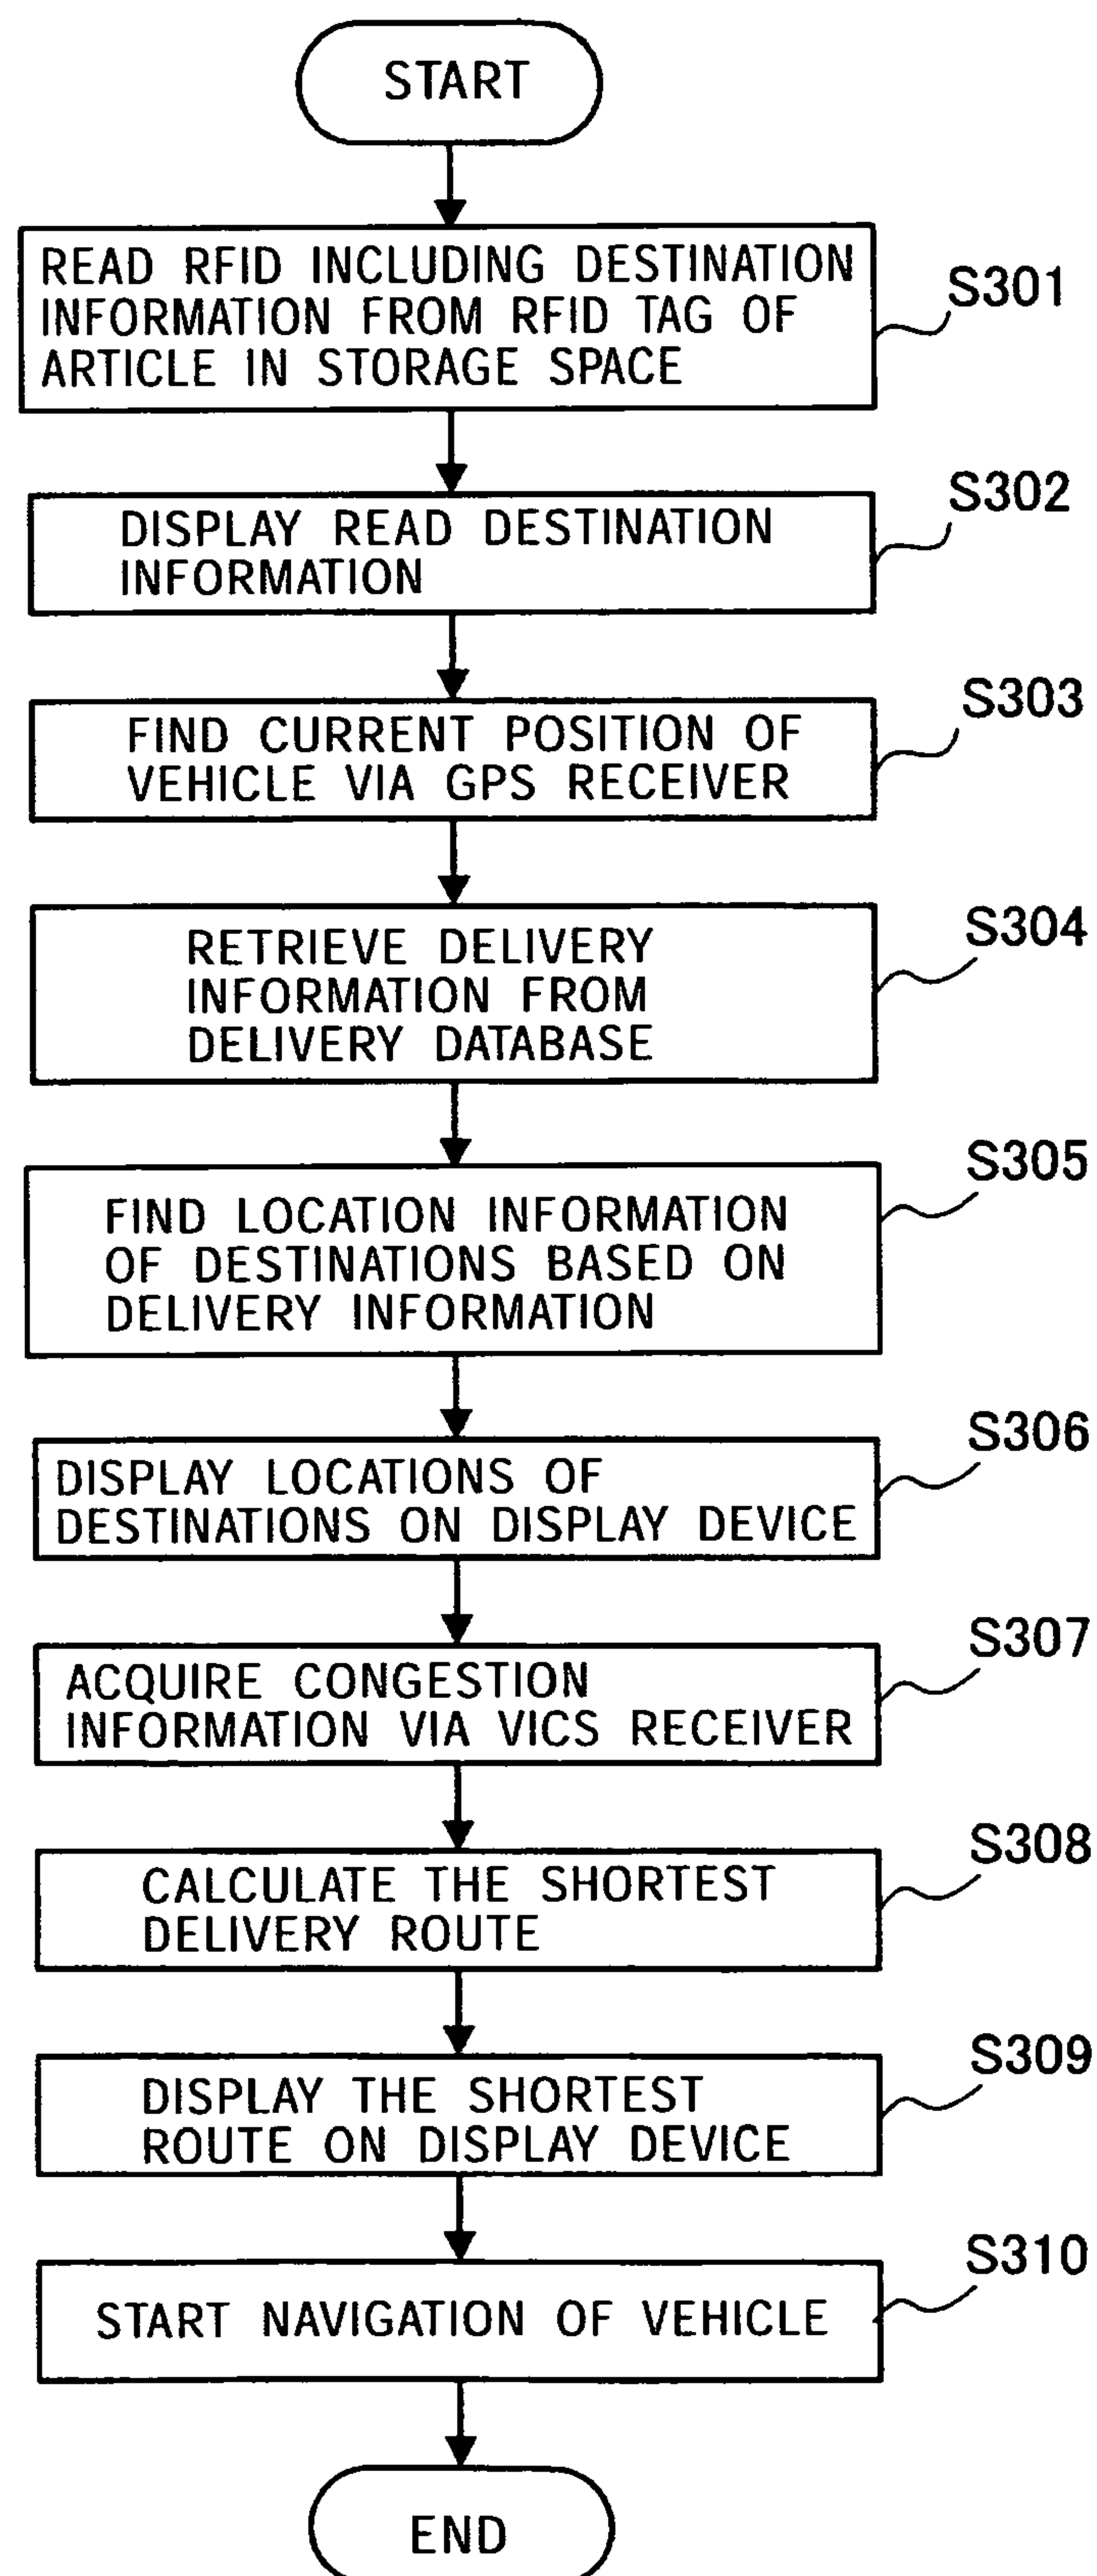 START
READ RFID INCLUDING DESTINATION
INFORMATION FROM RFID TAG OF
ARTICLE IN STORAGE SPACE
S301
DISPLAY READ DESTINATION
INFORMATION
S302
FIND CURRENT POSITION OF
VEHICLE VIA GPS RECEIVER
S303
RETRIEVE DELIVERY
INFORMATION FROM
DELIVERY DATABASE
S304
FIND LOCATION INFORMATION
OF DESTINATIONS BASED ON
DELIVERY INFORMATION
S305
DISPLAY LOCATIONS OF
DESTINATIONS ON DISPLAY DEVICE
S306
ACQUIRE CONGESTION
INFORMATION VIA VICS RECEIVER
S307
CALCULATE THE SHORTEST
DELIVERY ROUTE
S308
DISPLAY THE SHORTEST
ROUTE ON DISPLAY DEVICE
S309
START NAVIGATION OF VEHICLE
S310
END